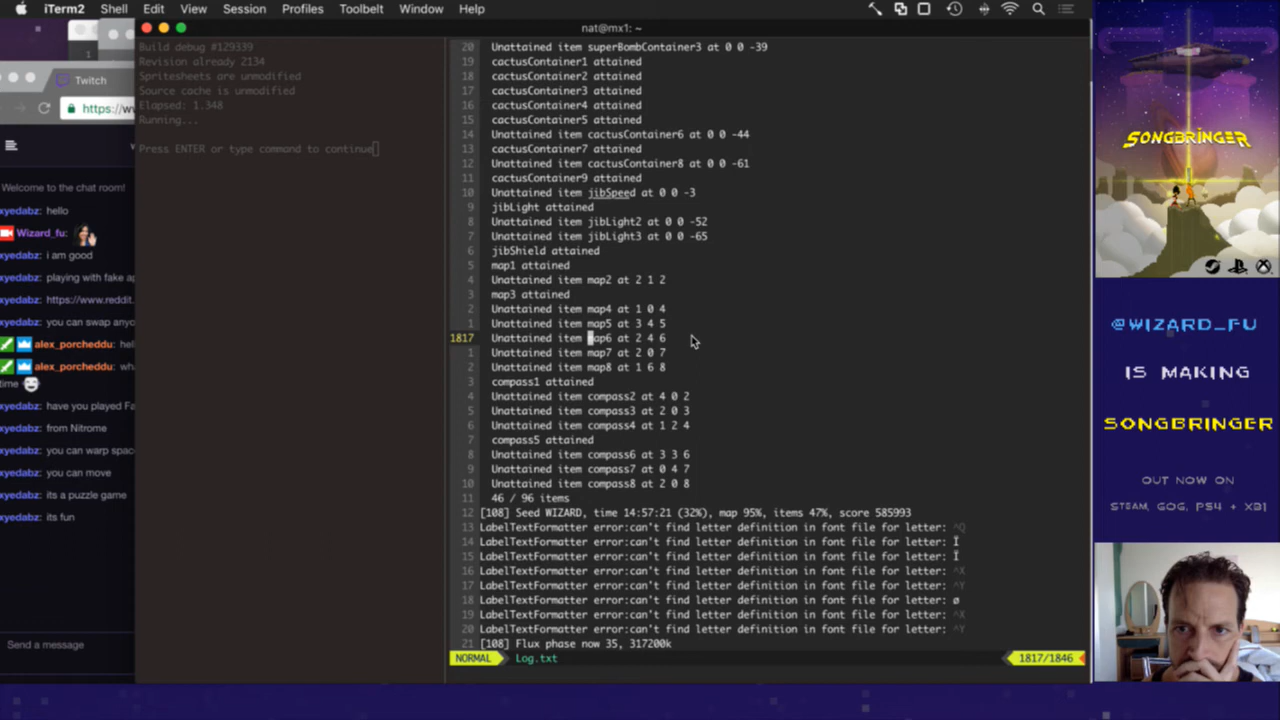 iTerm2 Shell Edit View Session Profiles Toolbelt Window Help
nat@mx1: ~
Build debug #129339
Revision already 2134
Spritesheets are unmodified
Source cache is unmodified
Elapsed: 1.348
Running...
Press ENTER or type command to continue
1
Twitch
https://w
Welcome to the chat room!
xyedabz: hello
Wizard_fu:
xyedabz: i am good
xyedabz: playing with fake a
xyedabz: https://www.reddit.
xyedabz: you can swap anyo
alex_porcheddu: hel
alex_porcheddu: wha
time
xyedabz: have you played Fa
xyedabz: from Nitrome
xyedabz: you can warp spac
xyedabz: you can move
xyedabz: its a puzzle game
xyedabz: its fun
Send a message
20 Unattained item superBombContainer3 at 0 0 -39
19 cactusContainer1 attained
18 cactusContainer2 attained
17 cactusContainer3 attained
16 cactusContainer4 attained
15 cactusContainer5 attained
14 Unattained item cactusContainer6 at 0 0 -44
13 cactusContainer7 attained
12 Unattained item cactusContainer8 at 0 0 -61
11 cactusContainer9 attained
10 Unattained item jibSpeed at 0 0 -3
9 jibLight attained
8 Unattained item jibLight2 at 0 0 -52
7 Unattained item jibLight3 at 0 0 -65
6 jibShield attained
5 map1 attained
4 Unattained item map2 at 2 1 2
3 map3 attained
2 Unattained item map4 at 1 0 4
1 Unattained item map5 at 3 4 5
1817 Unattained item map6 at 2 4 6
1 Unattained item map7 at 2 0 7
2 Unattained item map8 at 1 6 8
3 compass1 attained
4 Unattained item compass2 at 4 0 2
5 Unattained item compass3 at 2 0 3
6 Unattained item compass4 at 1 2 4
7 compass5 attained
8 Unattained item compass6 at 3 3 6
9 Unattained item compass7 at 0 4 7
10 Unattained item compass8 at 2 0 8
11 46 / 96 items
12 [108] Seed WIZARD, time 14:57:21 (32%), map 95%, items 47%, score 585993
13 LabelTextFormatter error:can't find letter definition in font file for letter: ^Q
14 LabelTextFormatter error:can't find letter definition in font file for letter:
15 LabelTextFormatter error:can't find letter definition in font file for letter:
16 LabelTextFormatter error:can't find letter definition in font file for letter: ^X
17 LabelTextFormatter error:can't find letter definition in font file for letter: ^Y
18 LabelTextFormatter error:can't find letter definition in font file for letter: ø
19 LabelTextFormatter error:can't find letter definition in font file for letter: ^X
20 LabelTextFormatter error:can't find letter definition in font file for letter: ^Y
21 [108] Flux phase now 35, 317200k
NORMAL Log.txt 1817/1846
SONGBRINGER
@WIZARD_FU
IS MAKING
SONGBRINGER
OUT NOW ON
STEAM, GOG, PS4 + XB1